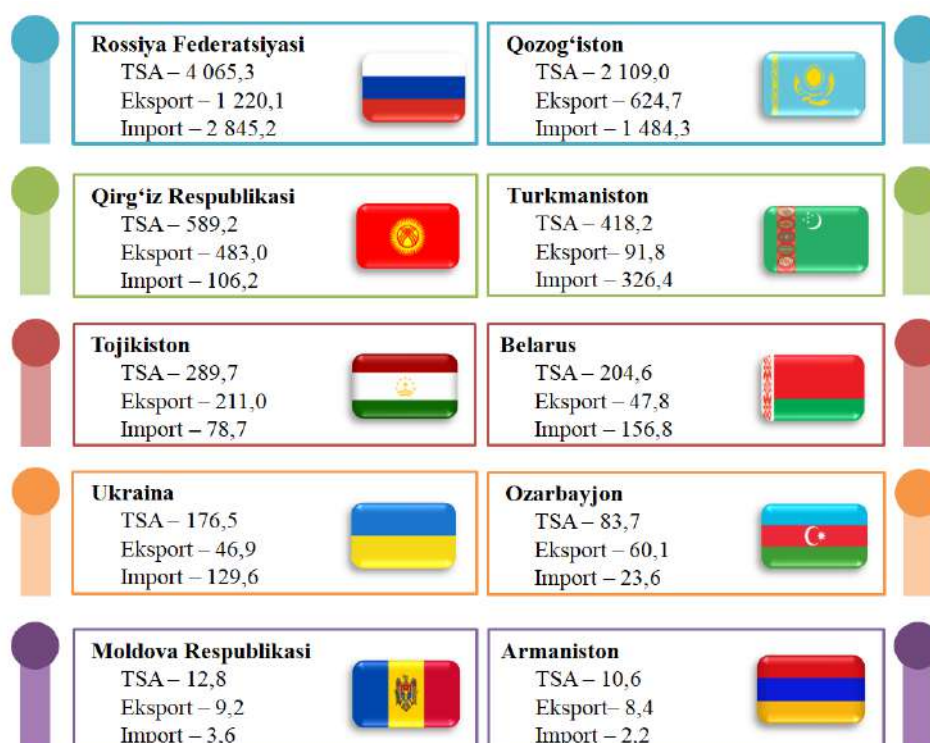 Rossiya Federatsiyasi
TSA – 4 065,3
Eksport – 1 220,1
Import – 2 845,2
Qozog‘iston
TSA – 2 109,0
Eksport – 624,7
Import – 1 484,3
Qirg‘iz Respublikasi
TSA – 589,2
Eksport – 483,0
Import – 106,2
Turkmaniston
TSA – 418,2
Eksport– 91,8
Import – 326,4
Tojikiston
TSA – 289,7
Eksport – 211,0
Import – 78,7
Belarus
TSA – 204,6
Eksport – 47,8
Import – 156,8
Ukraina
TSA – 176,5
Eksport – 46,9
Import – 129,6
Ozarbayjon
TSA – 83,7
Eksport – 60,1
Import – 23,6
Moldova Respublikasi
TSA – 12,8
Eksport – 9,2
Import – 3,6
Armaniston
TSA – 10,6
Eksport– 8,4
Import – 2,2